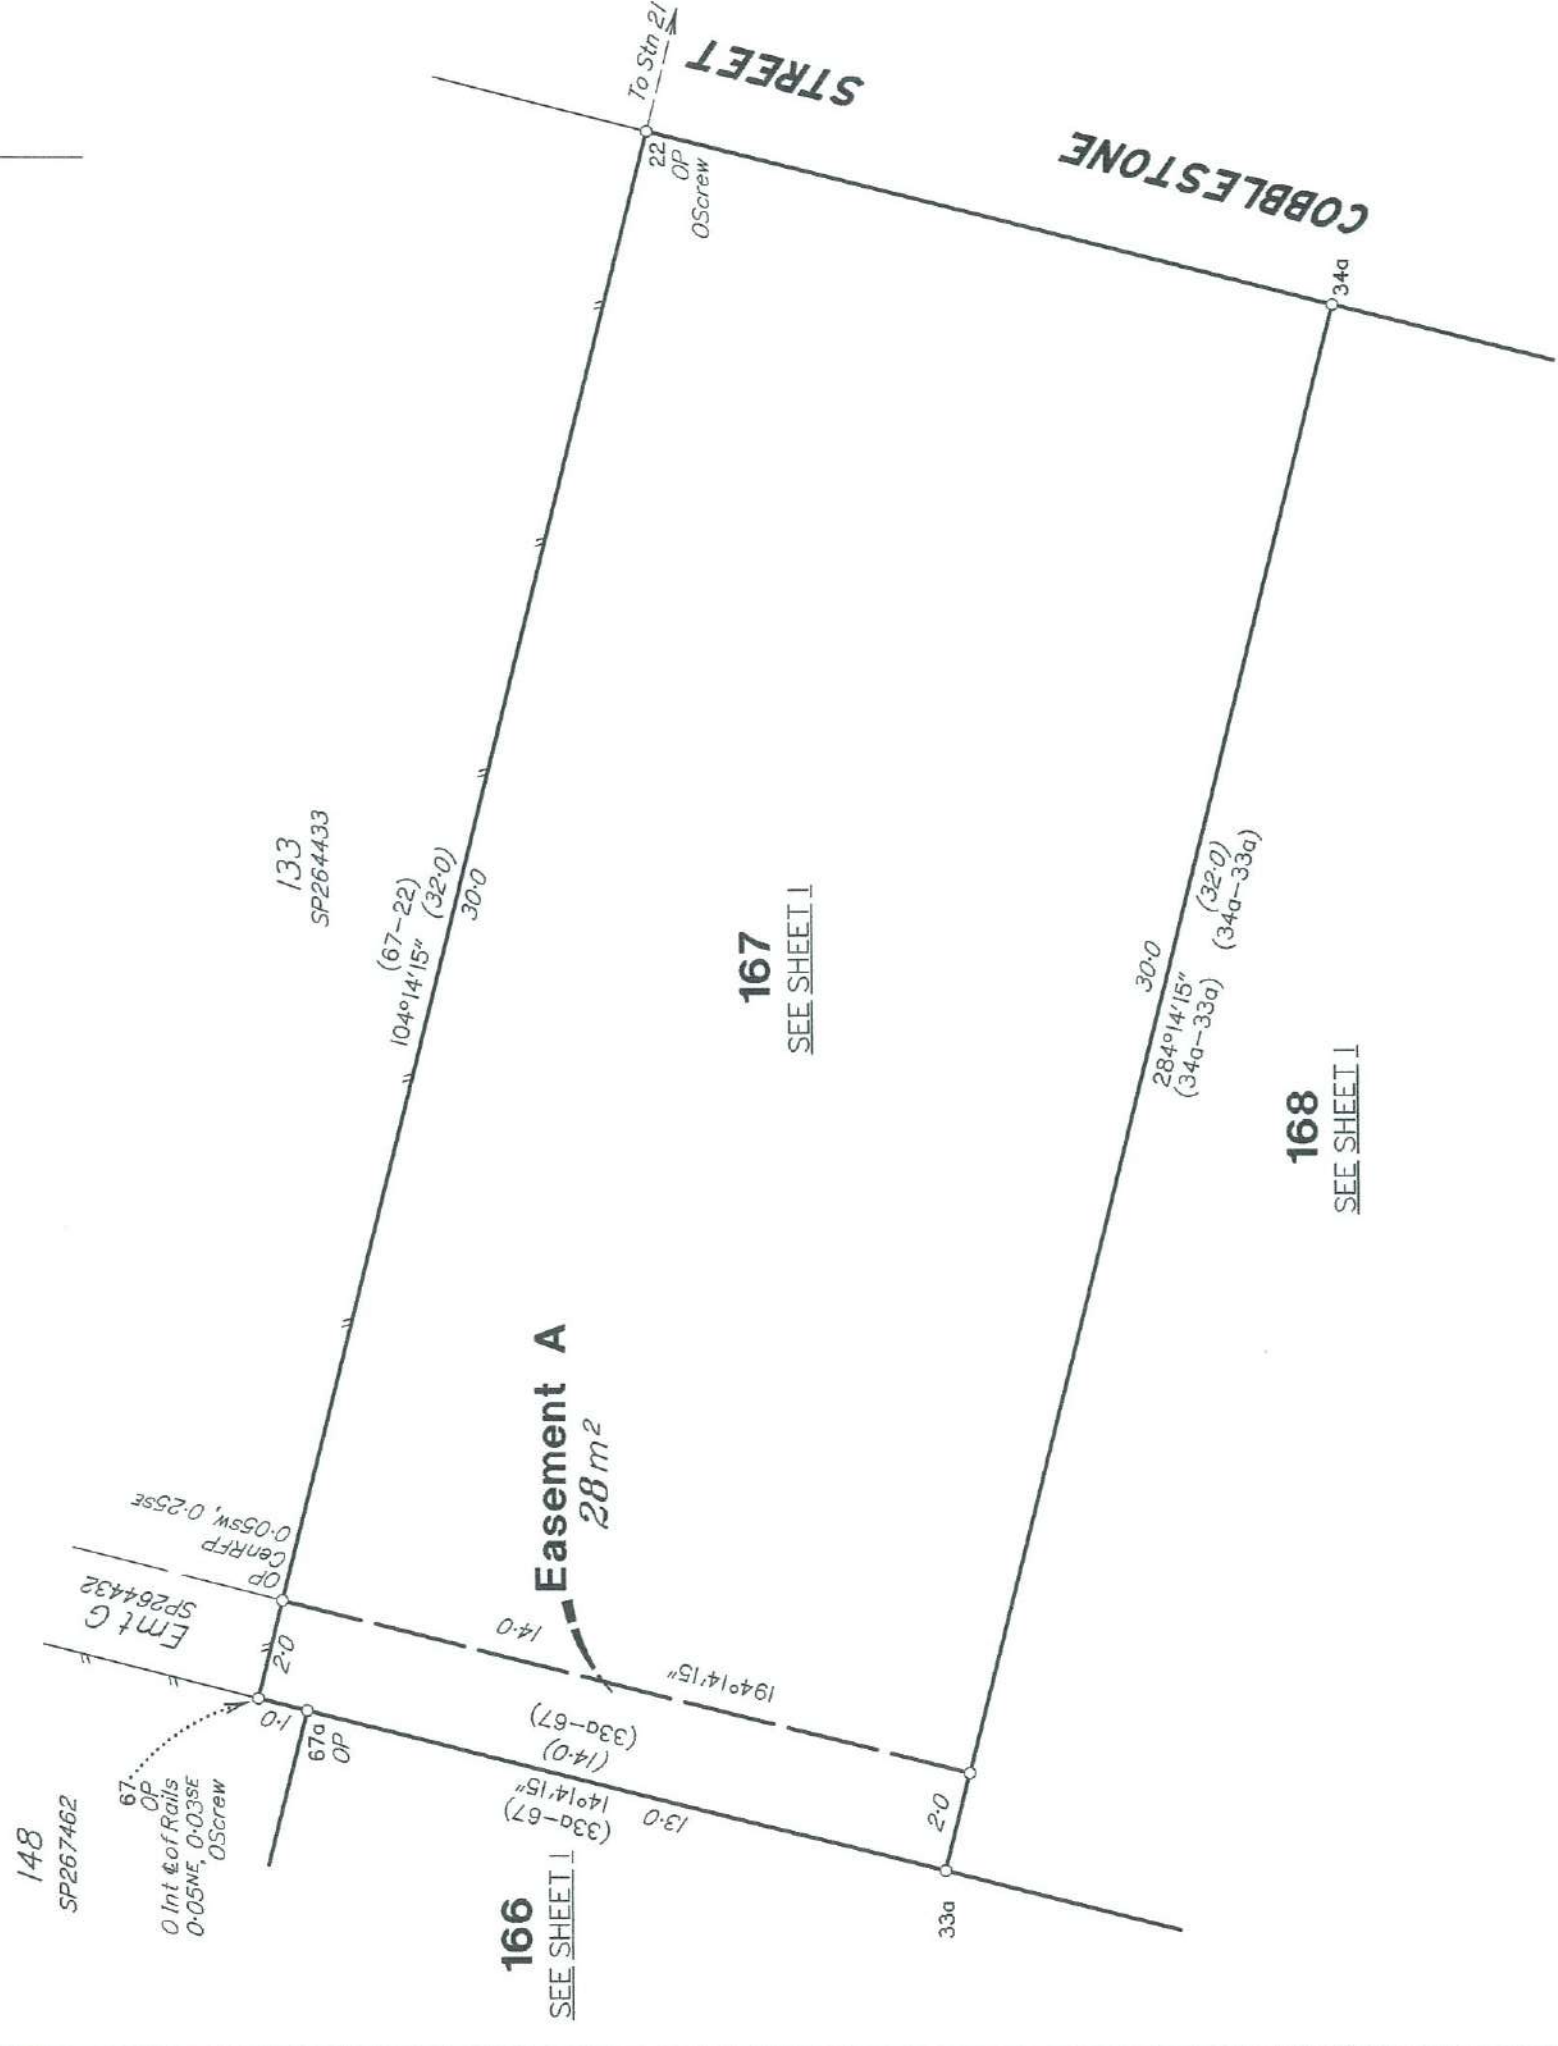 148
SP267462
67
OP
O Int ℄ of Rails
0·05NE, 0·03SE
OScrew
Emt G
SP264432
OP
CenRFP
0·05SW, 0·25SE
133
SP264433
(67-22)
104°14'15" (32·0)
30·0
To Stn 21
22
OP
OScrew
STREET
COBBLESTONE
1·0
2·0
67a
OP
14·0
194°14'15"
(33a-67)
(14·0)
14°14'15"
(33a-67)
13·0
Easement A
28m²
167
SEE SHEET 1
166
SEE SHEET 1
33a
2·0
30·0
284°14'15" (32·0)
(34a-33a) (34a-33a)
34a
168
SEE SHEET 1